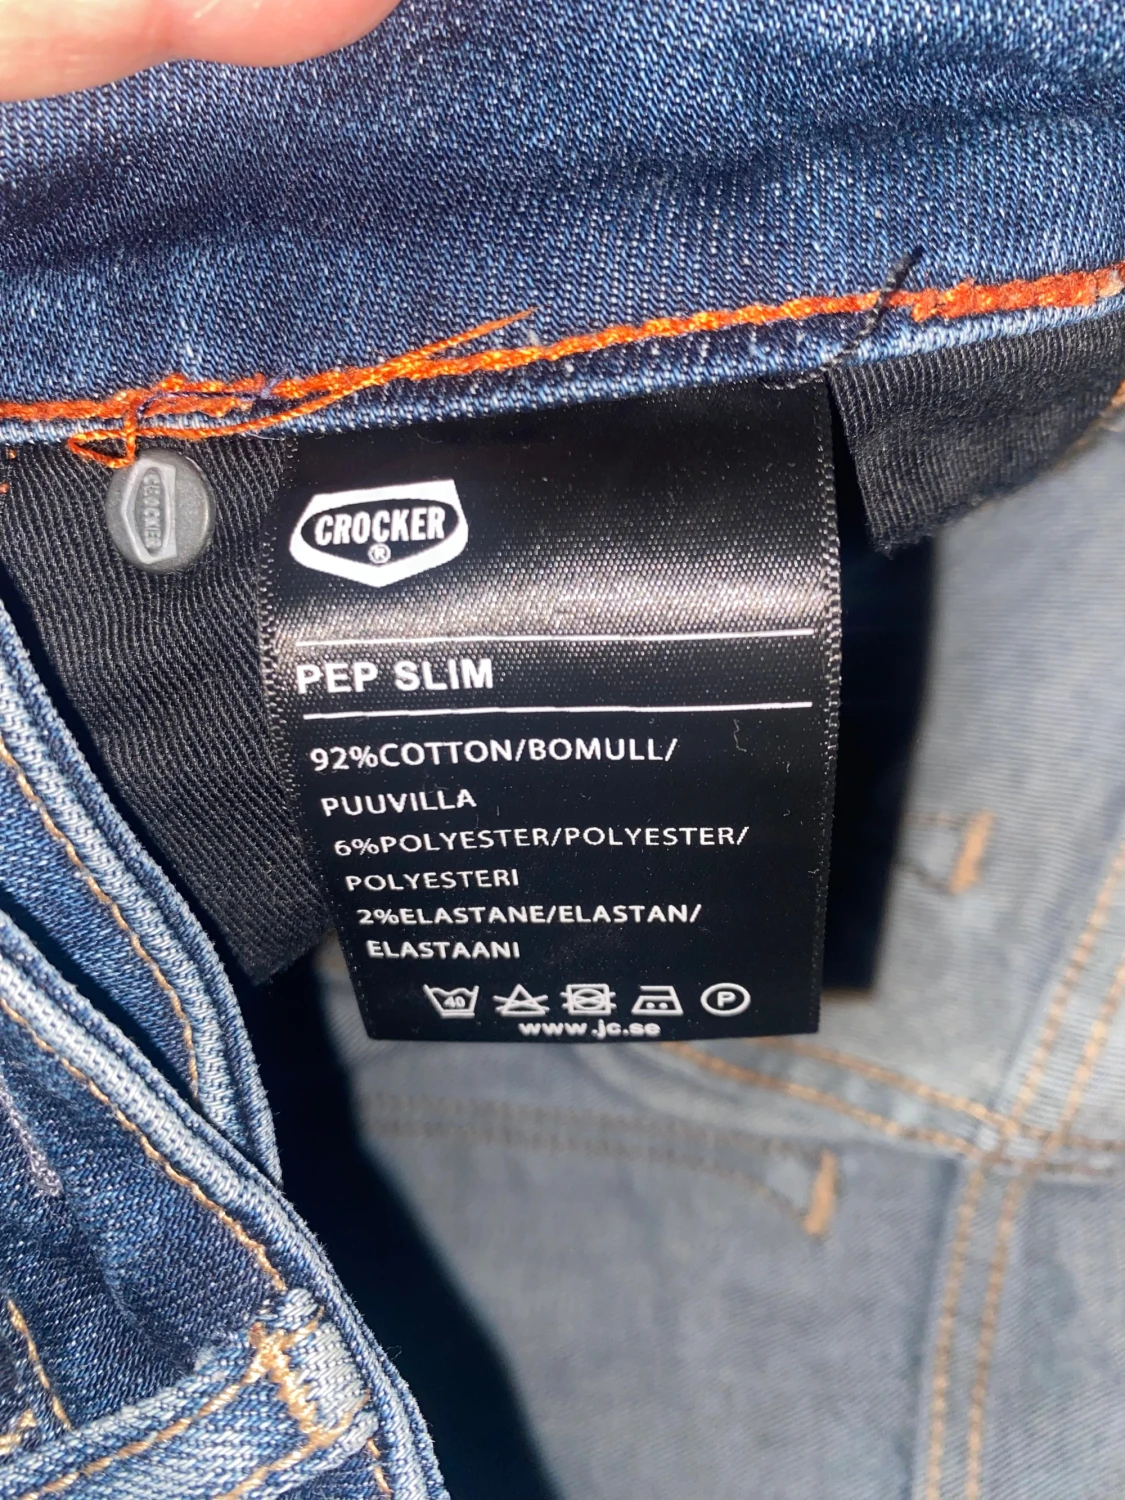 CROCKER
CROCKER
®
PEP SLIM
92%COTTON/BOMULL/
PUUVILLA
6%POLYESTER/POLYESTER/
POLYESTERI
2%ELASTANE/ELASTAN/
ELASTAANI
40 P
www.jc.se